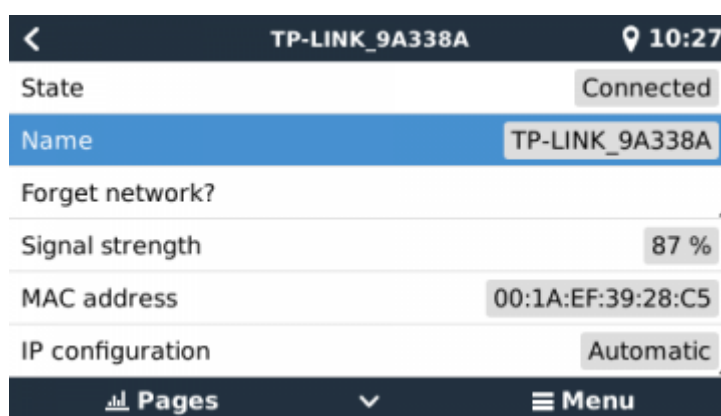 TP-LINK_9A338A 10:27
State Connected
Name TP-LINK_9A338A
Forget network?
Signal strength 87 %
MAC address 00:1A:EF:39:28:C5
IP configuration Automatic
Pages Menu